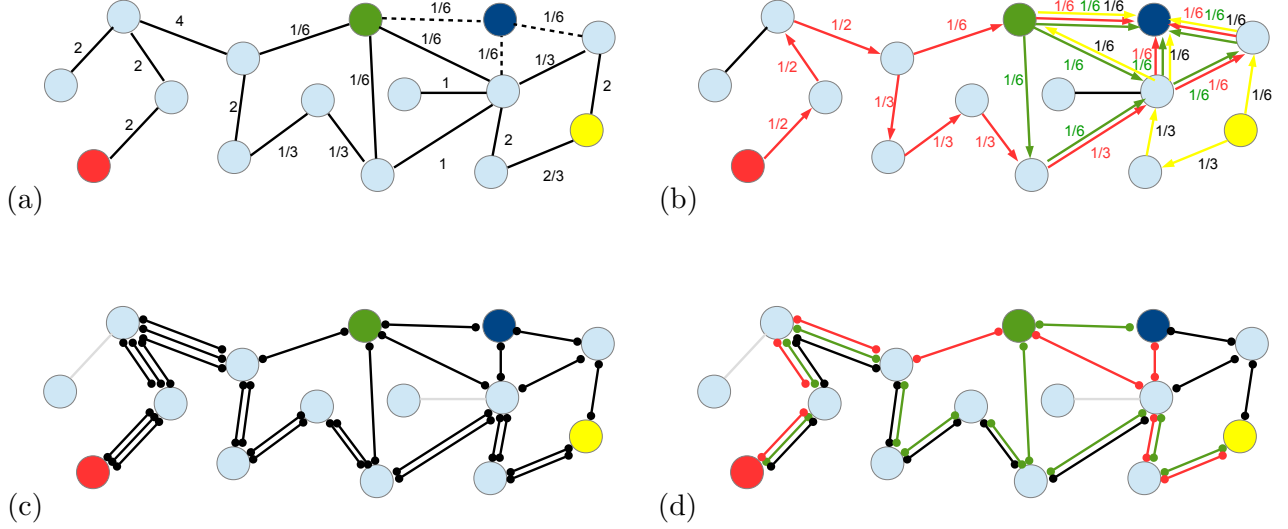 4 1/6 1/6 1/6
2 2 1/6 1/6 1/3
1/6 1 2
2 2 2
1/3 1/3 1 2/3
(a)
1/2 1/6 1/6 1/6 1/6 1/6 1/6 1/6
1/2 1/6 1/6 1/6
1/6 1/6 1/6 1/6 1/6 1/6
1/2 1/3 1/6 1/3
1/3 1/3 1/3 1/3
(b)
(c)
(d)